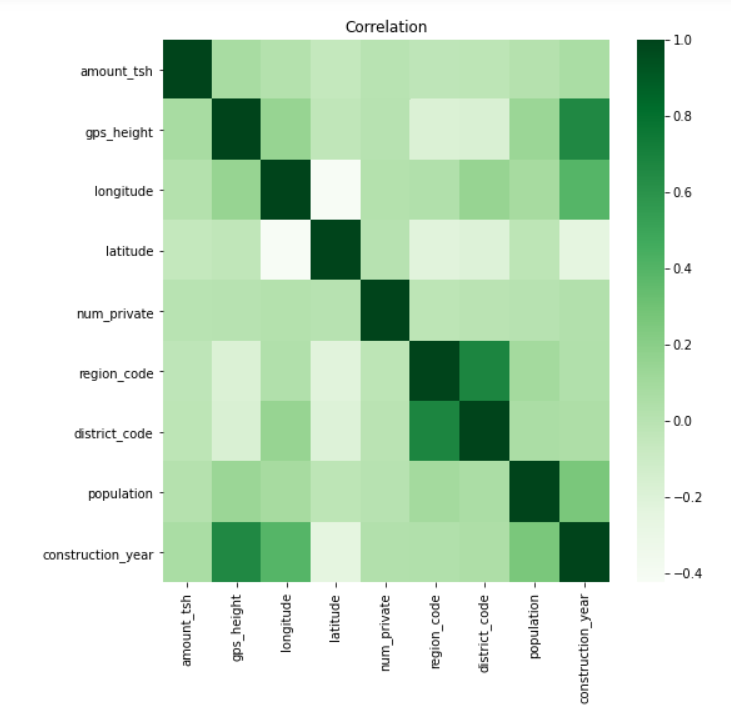 Correlation
amount_tsh
gps_height
longitude
latitude
num_private
region_code
district_code
population
construction_year
amount_tsh
gps_height
longitude
latitude
num_private
region_code
district_code
population
construction_year
1.0
0.8
0.6
0.4
0.2
0.0
−0.2
−0.4